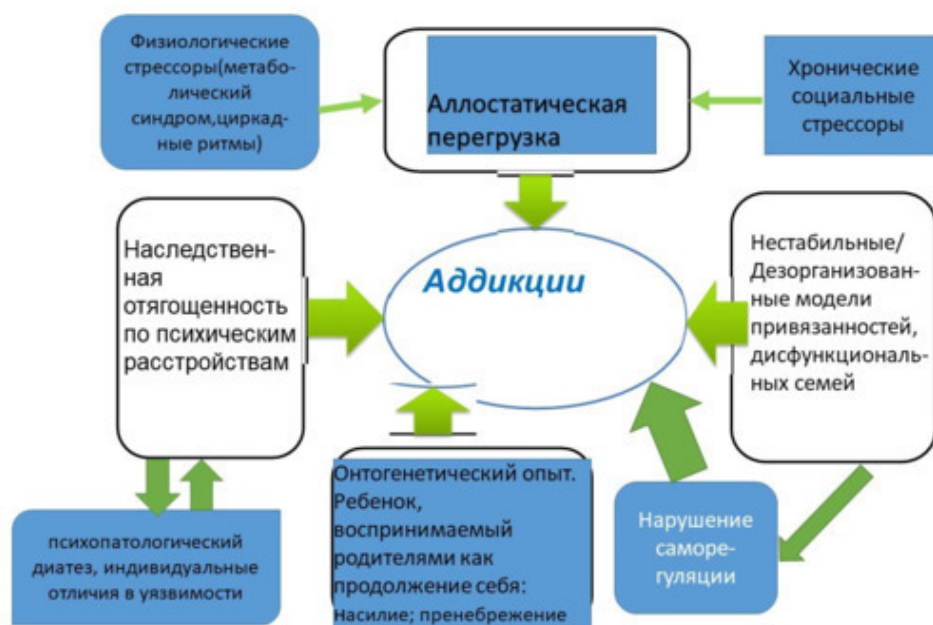 Физиологические
стрессоры(метабо-
лический
синдром,циркад-
ные ритмы)
Аллостатическая
перегрузка
Хронические
социальные
стрессоры
Наследствен-
ная
отягощенность
по психическим
расстройствам
Аддикции
Нестабильные/
Дезорганизован-
ные модели
привязанностей,
дисфункциональ-
ных семей
психопатологический
диатез, индивидуальные
отличия в уязвимости
Онтогенетический опыт.
Ребенок,
воспринимаемый
родителями как
продолжение себя:
Насилие; пренебрежение
Нарушение
саморе-
гуляции